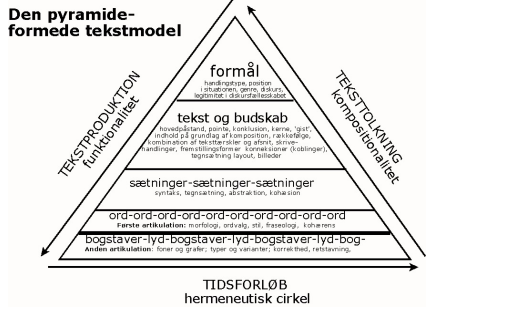 Den pyramide-
formede tekstmodel
TEKSTPRODUKTION
funktionalitet
TEKSTTOLKNING
kompositionalitet
formål
handlingstype, position
i situationen, genre, diskurs,
legitimitet i diskursfællesskabet
tekst og budskab
hovedpåstand, pointe, konklusion, kerne, 'gist',
indhold på grundlag af komposition, rækkefølge,
kombination af teksttærskler og afsnit, skrive-
handlinger, fremstillingsformer konneksioner (koblinger),
tegnsætning layout, billeder
sætninger-sætninger-sætninger
syntaks, tegnsætning, abstraktion, kohæsion
ord-ord-ord-ord-ord-ord-ord-ord-ord-ord
Første artikulation: morfologi, ordvalg, stil, fraseologi, kohærens
bogstaver-lyd-bogstaver-lyd-bogstaver-lyd-bog-
Anden artikulation: foner og grafer; typer og varianter; korrekthed, retstavning,
TIDSFORLØB
hermeneutisk cirkel